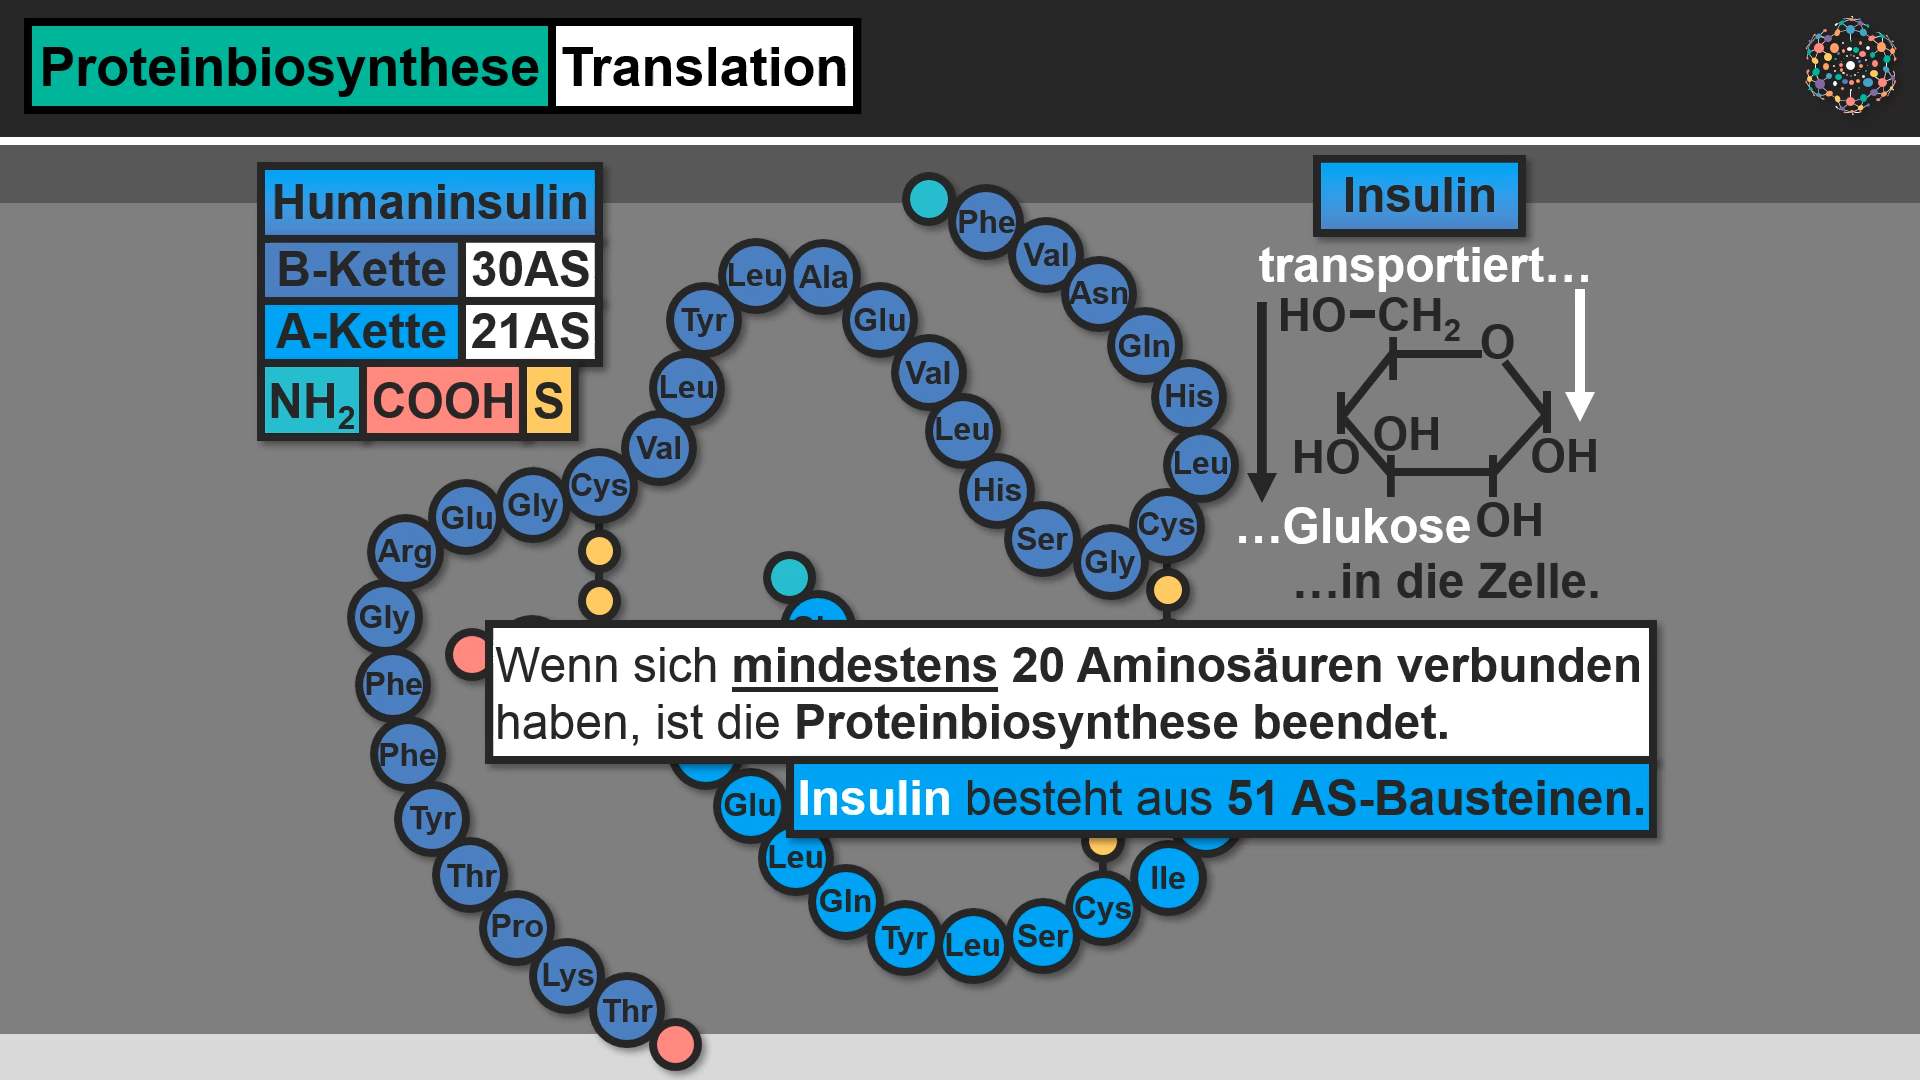 Proteinbiosynthese Translation
Humaninsulin
B-Kette 30AS
A-Kette 21AS
NH₂ COOH S
Insulin
transportiert...
HO-CH₂
O
HO OH OH
...Glukose OH
...in die Zelle.
Phe
Val
Asn
Gln
His
Leu
Cys
Gly
Ser
His
Leu
Val
Glu
Ala
Leu
Tyr
Leu
Val
Cys
Gly
Glu
Arg
Gly
Phe
Phe
Tyr
Thr
Pro
Lys
Thr
Wenn sich mindestens 20 Aminosäuren verbunden
haben, ist die Proteinbiosynthese beendet.
Insulin besteht aus 51 AS-Bausteinen.
Glu
Leu
Gln
Tyr
Leu
Ser
Cys
Ile